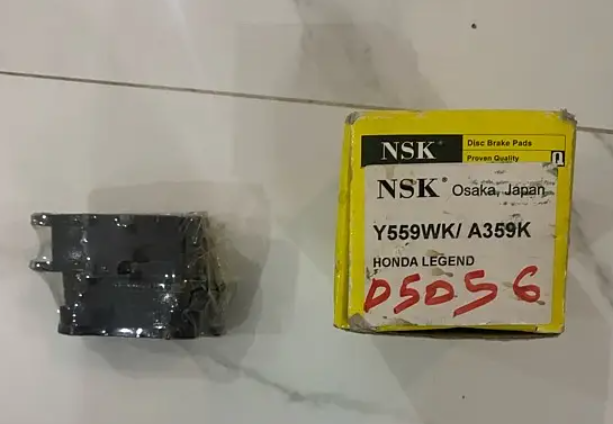 NSK® Disc Brake Pads
Proven Quality
NSK® Osaka, Japan
Y559WK/ A359K
HONDA LEGEND
D5056